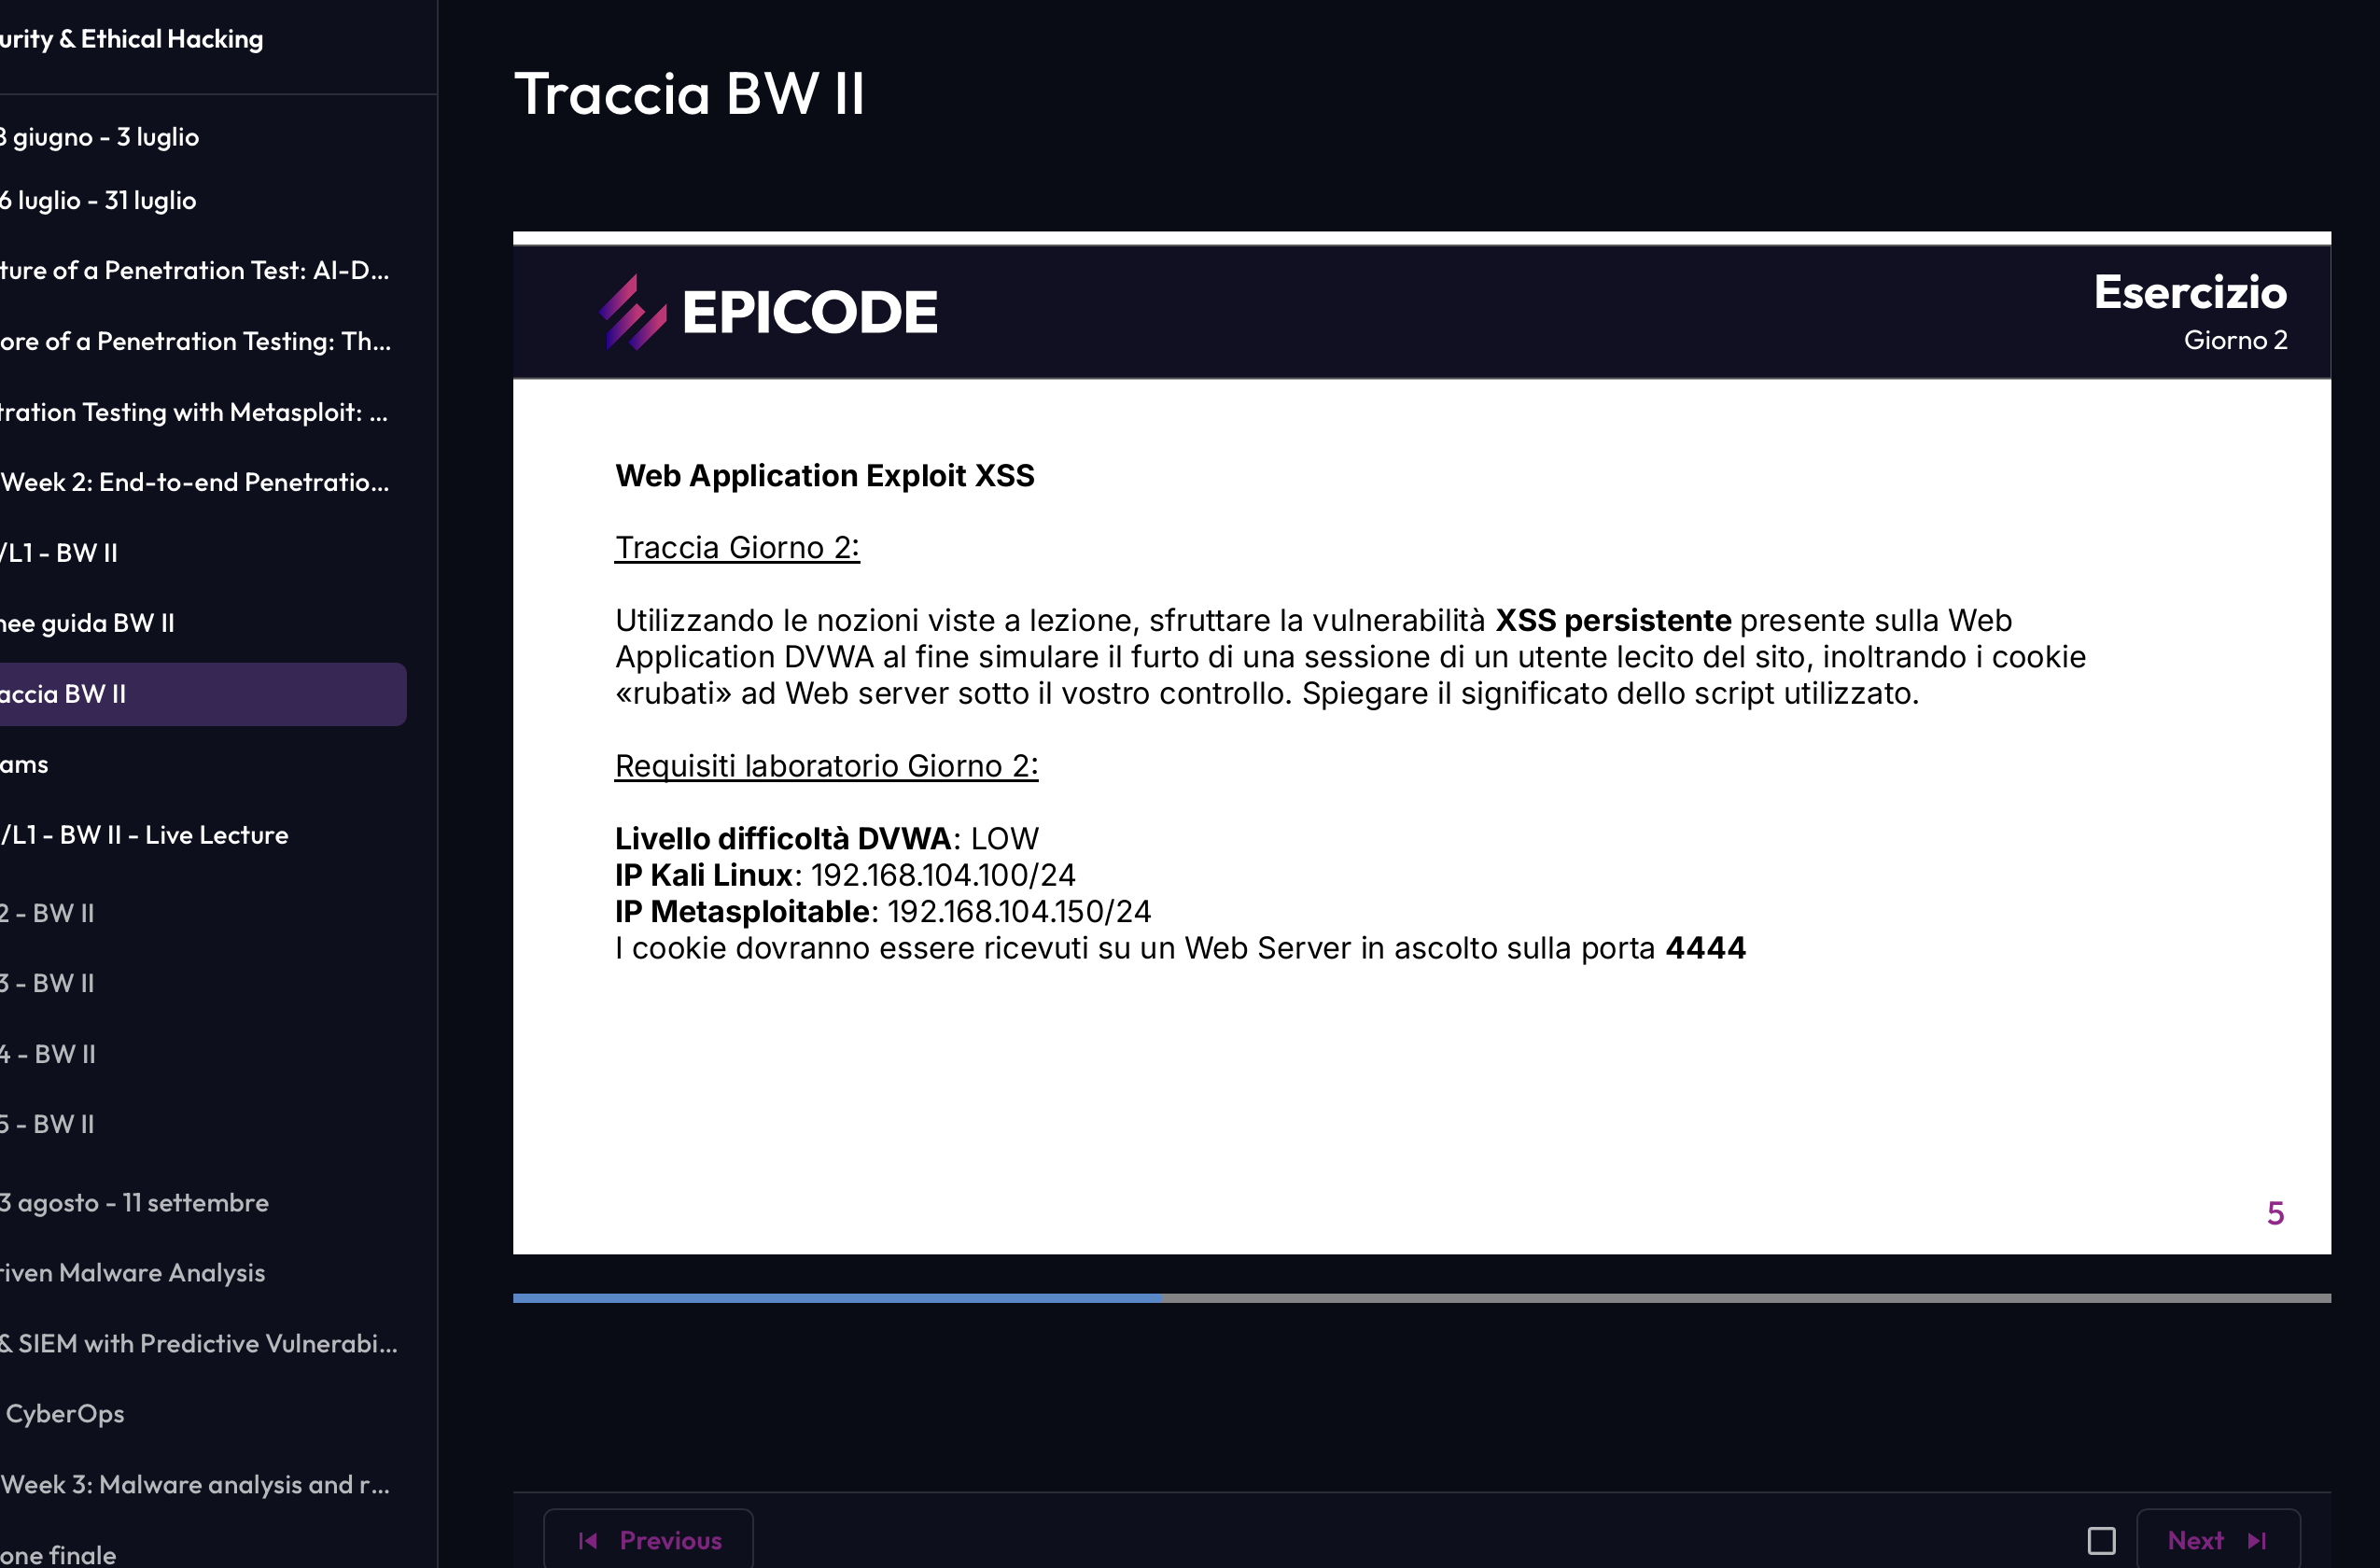 urity & Ethical Hacking
giugno - 3 luglio
6 luglio - 31 luglio
ture of a Penetration Test: AI-D...
ore of a Penetration Testing: Th...
tration Testing with Metasploit: ...
Week 2: End-to-end Penetratio...
/L1 - BW II
nee guida BW II
accia BW II
ams
/L1 - BW II - Live Lecture
2 - BW II
3 - BW II
4 - BW II
5 - BW II
3 agosto - 11 settembre
riven Malware Analysis
& SIEM with Predictive Vulnerabi...
CyberOps
Week 3: Malware analysis and r...
one finale
Traccia BW II
EPICODE
Esercizio
Giorno 2
Web Application Exploit XSS
Traccia Giorno 2:
Utilizzando le nozioni viste a lezione, sfruttare la vulnerabilità XSS persistente presente sulla Web
Application DVWA al fine simulare il furto di una sessione di un utente lecito del sito, inoltrando i cookie
«rubati» ad Web server sotto il vostro controllo. Spiegare il significato dello script utilizzato.
Requisiti laboratorio Giorno 2:
Livello difficoltà DVWA: LOW
IP Kali Linux: 192.168.104.100/24
IP Metasploitable: 192.168.104.150/24
I cookie dovranno essere ricevuti su un Web Server in ascolto sulla porta 4444
5
Previous
Next